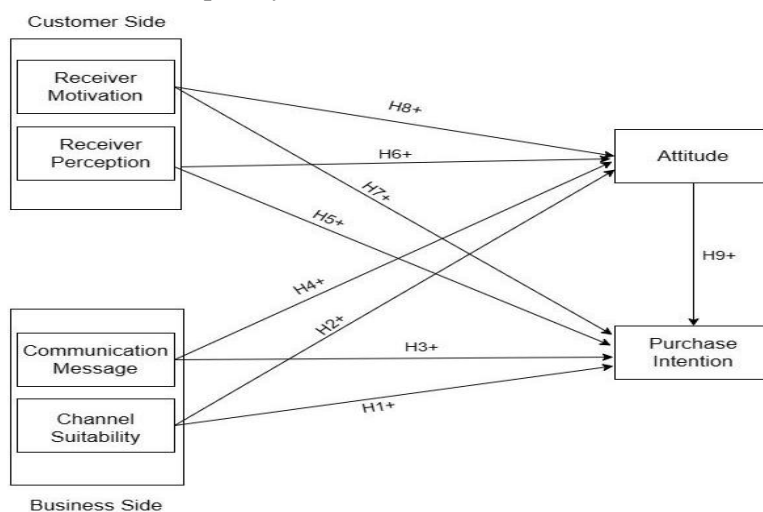 Customer Side
Receiver
Motivation
Receiver
Perception
H8+
H6+
H7+
H5+
Attitude
H9+
H4+
H2+
Communication
Message
Channel
Suitability
H3+
H1+
Purchase
Intention
Business Side